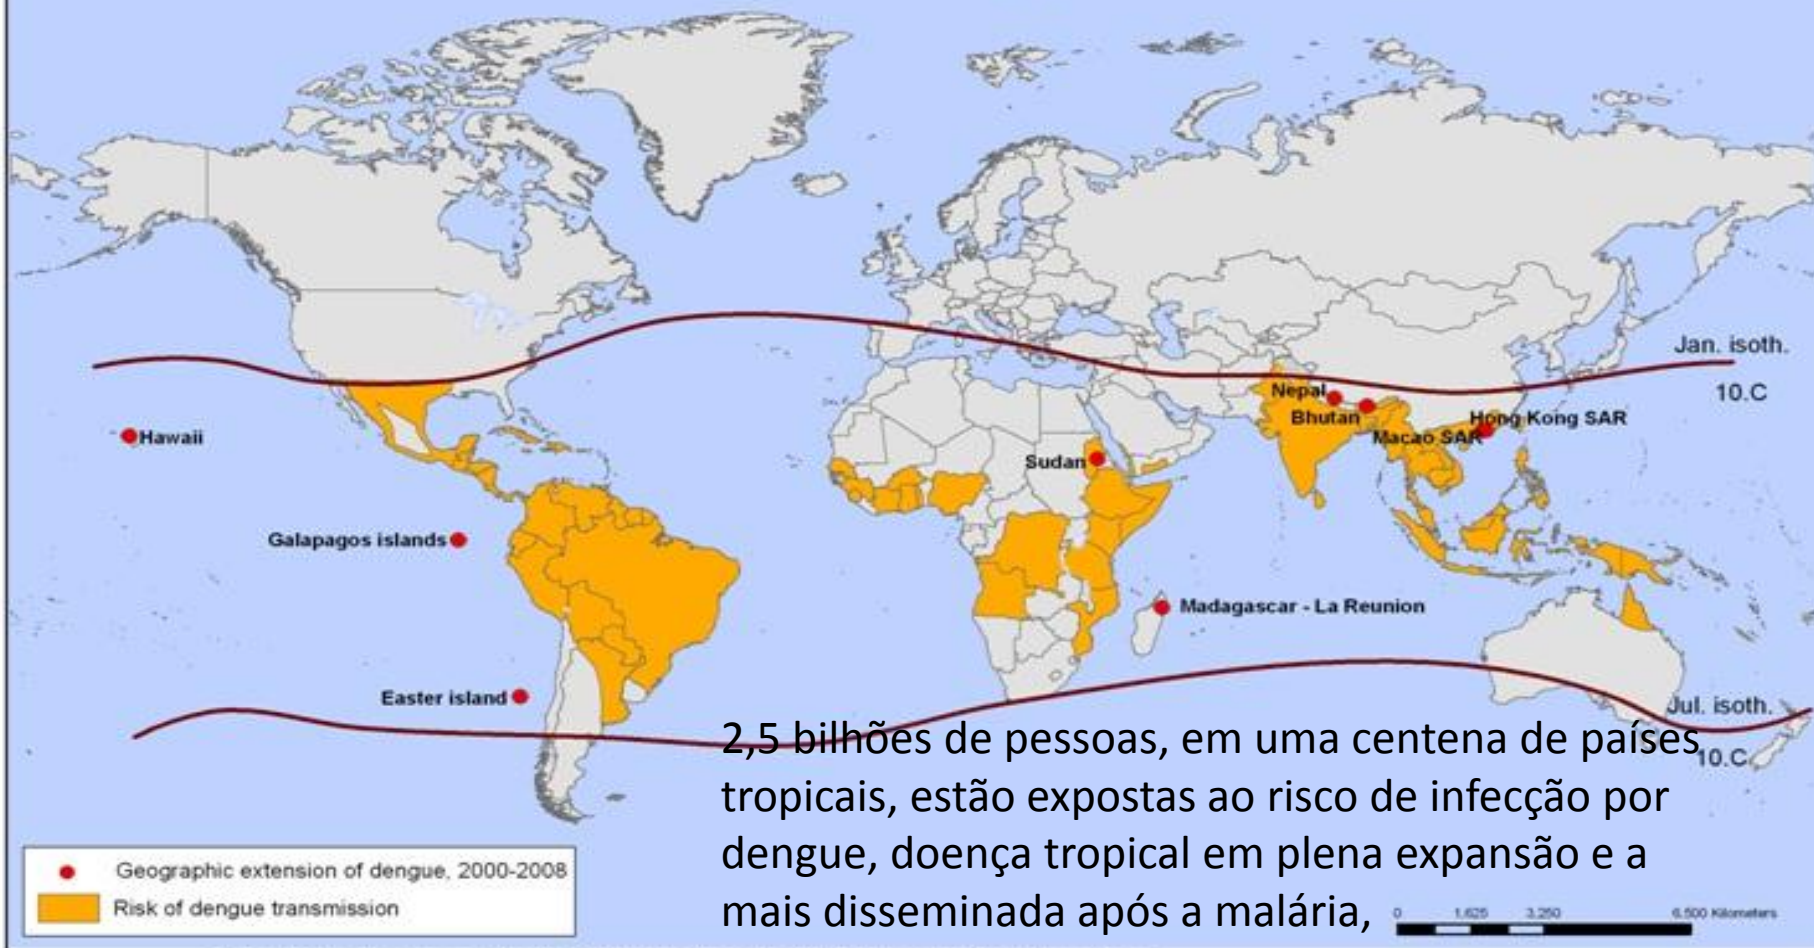 Jan. isoth.
10.C
Nepal
Bhutan
Hong Kong SAR
Macao SAR
Hawaii
Sudan
Galapagos islands
Madagascar - La Reunion
Easter island
Jul. isoth.
10.C
2,5 bilhões de pessoas, em uma centena de países
tropicais, estão expostas ao risco de infecção por
dengue, doença tropical em plena expansão e a
mais disseminada após a malária,
Geographic extension of dengue, 2000-2008
Risk of dengue transmission
0 1,625 3,250 6,500 Kilometers